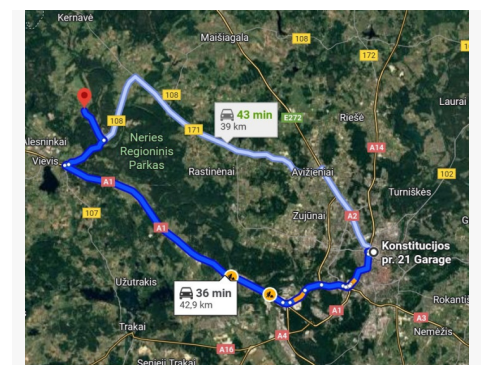 Kernavė
Maišiagala
108
172
108
Laurai
108
171
43 min
39 km
E272
Riešė
A14
Neries
Regioninis
Parkas
Vievis
Rastinėnai
Avižieniai
102
A1
Turniškės
107
A2
Zujūnai
A1
Konstitucijos
pr. 21 Garage
Užutrakis
36 min
42,9 km
Trakai
A1
A3
A4
Nemėžis
A16
Senieji Trakai